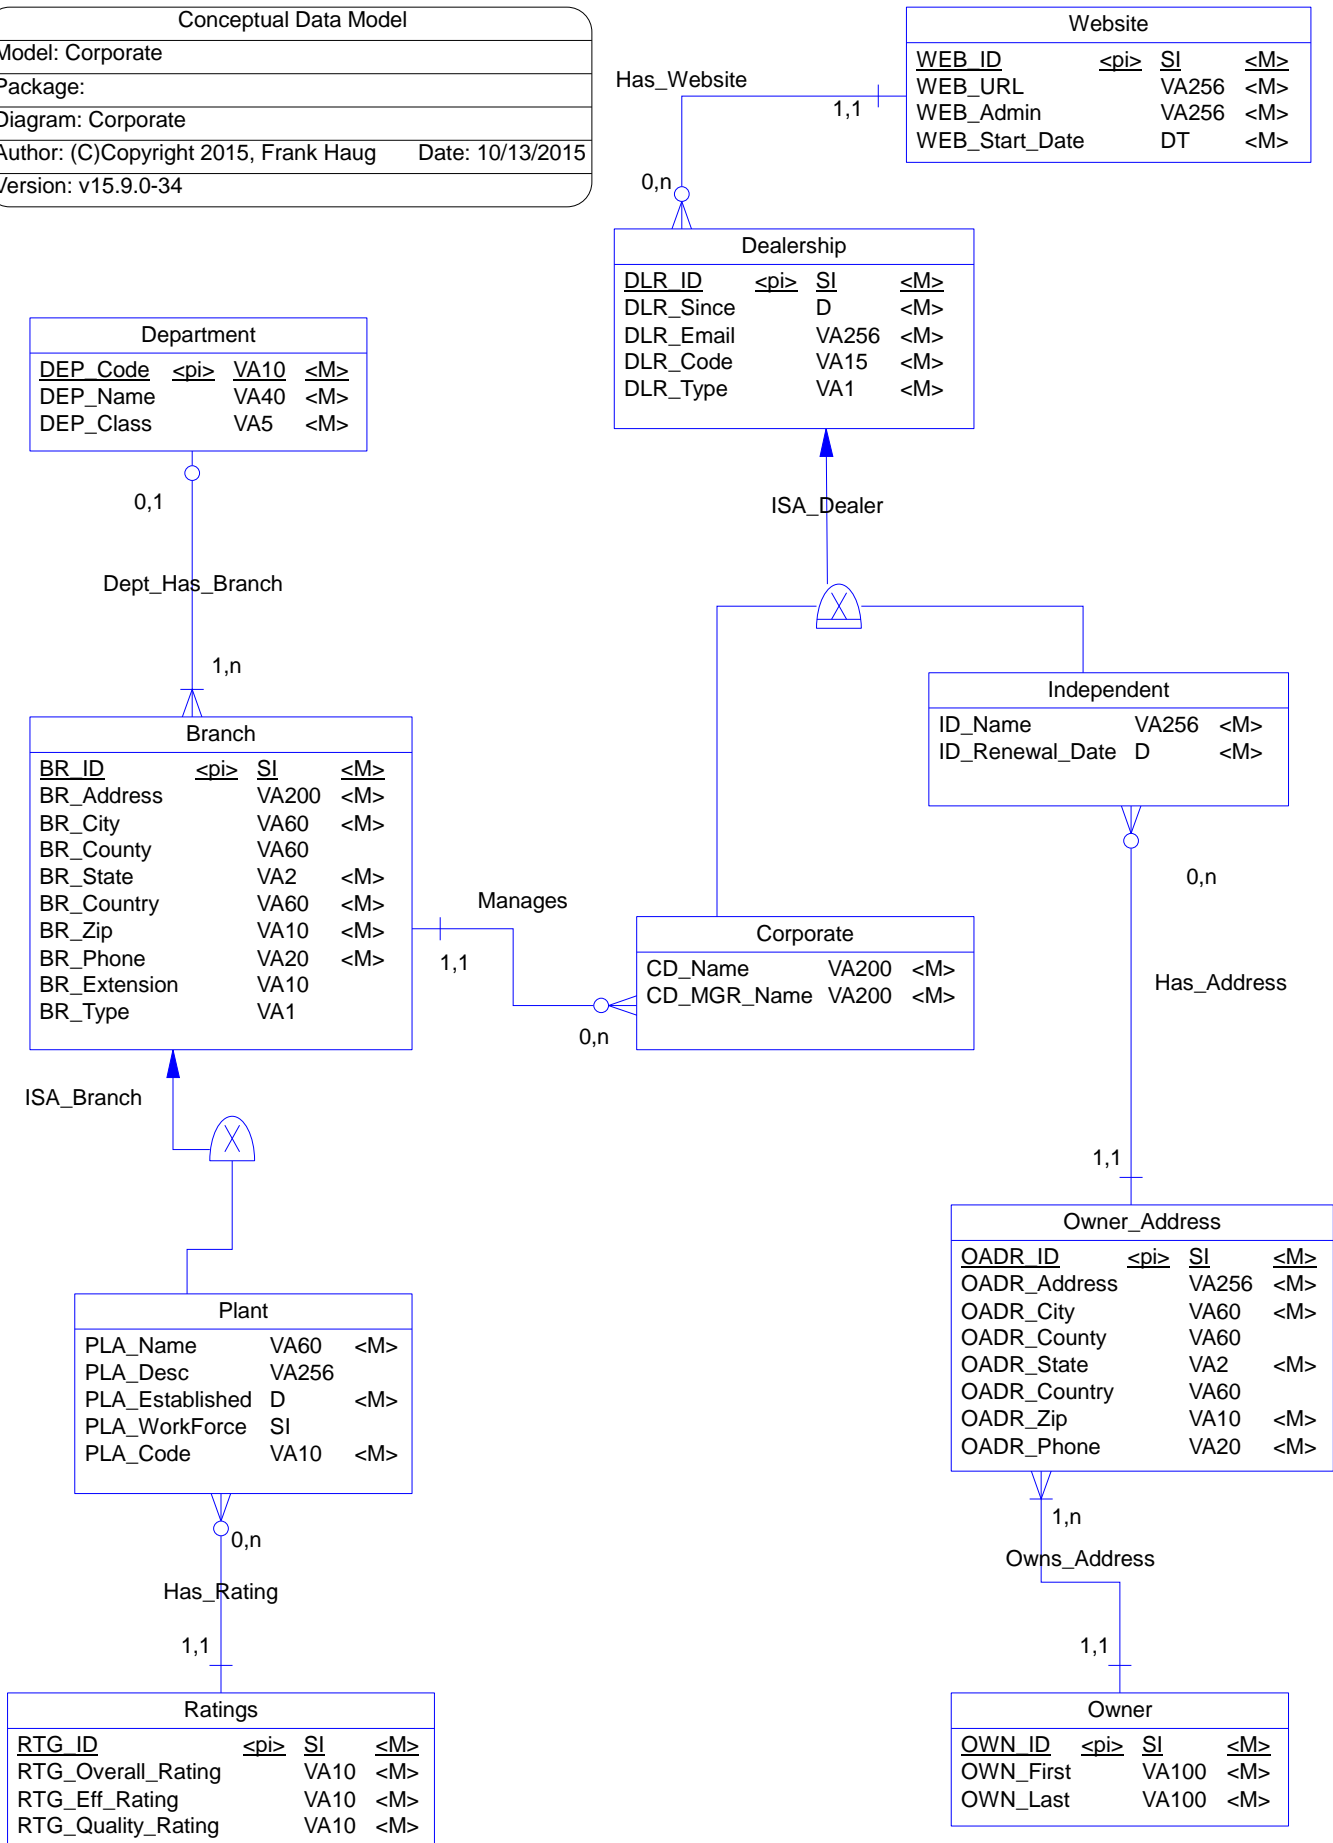 Conceptual Data Model
Model: Corporate
Package:
Diagram: Corporate
Author: (C)Copyright 2015, Frank Haug Date: 10/13/2015
Version: v15.9.0-34
Website
WEB_ID <pi> SI <M>
WEB_URL VA256 <M>
WEB_Admin VA256 <M>
WEB_Start_Date DT <M>
Has_Website
1,1
0,n
Dealership
DLR_ID <pi> SI <M>
DLR_Since D <M>
DLR_Email VA256 <M>
DLR_Code VA15 <M>
DLR_Type VA1 <M>
Department
DEP_Code <pi> VA10 <M>
DEP_Name VA40 <M>
DEP_Class VA5 <M>
0,1
Dept_Has_Branch
1,n
ISA_Dealer
Branch
BR_ID <pi> SI <M>
BR_Address VA200 <M>
BR_City VA60 <M>
BR_County VA60
BR_State VA2 <M>
BR_Country VA60 <M>
BR_Zip VA10 <M>
BR_Phone VA20 <M>
BR_Extension VA10
BR_Type VA1
Independent
ID_Name VA256 <M>
ID_Renewal_Date D <M>
0,n
Manages
1,1
0,n
Corporate
CD_Name VA200 <M>
CD_MGR_Name VA200 <M>
Has_Address
1,1
ISA_Branch
Plant
PLA_Name VA60 <M>
PLA_Desc VA256
PLA_Established D <M>
PLA_WorkForce SI
PLA_Code VA10 <M>
Owner_Address
OADR_ID <pi> SI <M>
OADR_Address VA256 <M>
OADR_City VA60 <M>
OADR_County VA60
OADR_State VA2 <M>
OADR_Country VA60
OADR_Zip VA10 <M>
OADR_Phone VA20 <M>
0,n
Has_Rating
1,1
1,n
Owns_Address
1,1
Ratings
RTG_ID <pi> SI <M>
RTG_Overall_Rating VA10 <M>
RTG_Eff_Rating VA10 <M>
RTG_Quality_Rating VA10 <M>
Owner
OWN_ID <pi> SI <M>
OWN_First VA100 <M>
OWN_Last VA100 <M>